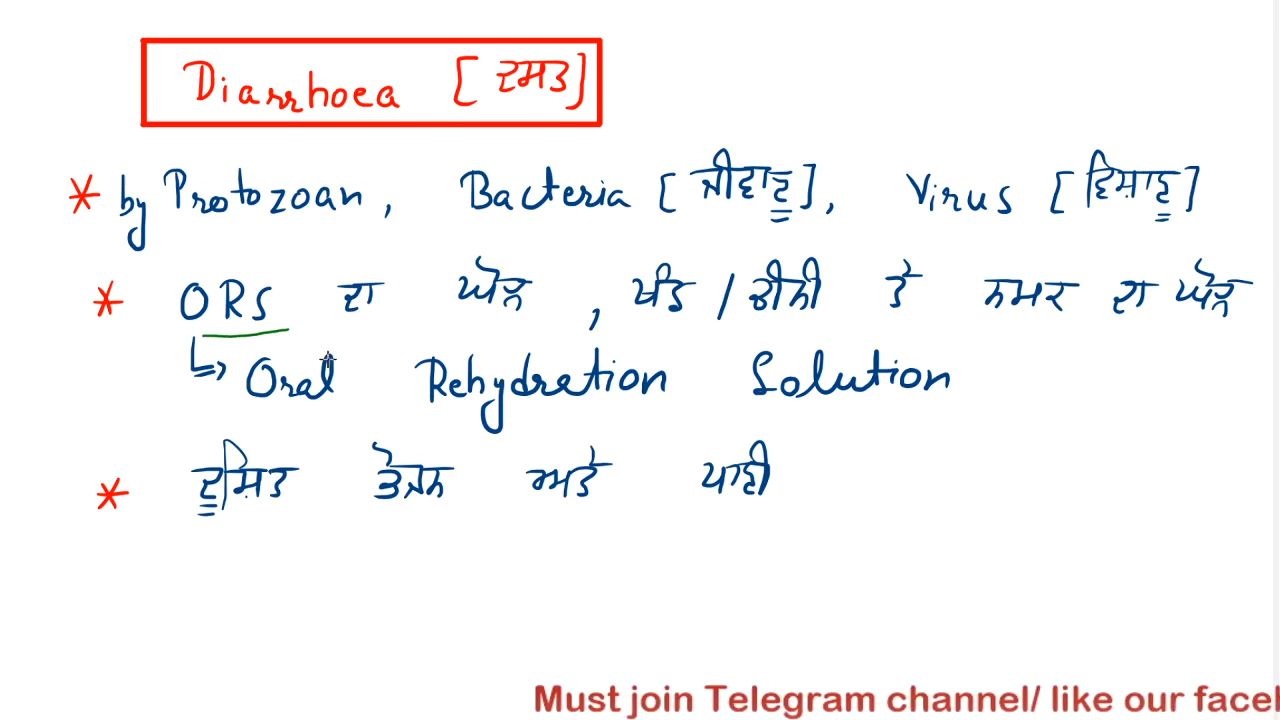 Diarrhoea [ਦਸਤ]
* by Protozoan, Bacteria [ਜੀਵਾਣੂ], Virus [ਵਿਸ਼ਾਣੂ]
* ORS ਦਾ ਘੋਲ, ਖੰਡ / ਚੀਨੀ ਤੇ ਨਮਕ ਦਾ ਘੋਲ
↳ Oral Rehydration Solution
* ਦੂਸ਼ਿਤ ਭੋਜਨ ਅਤੇ ਪਾਣੀ
Must join Telegram channel/ like our face